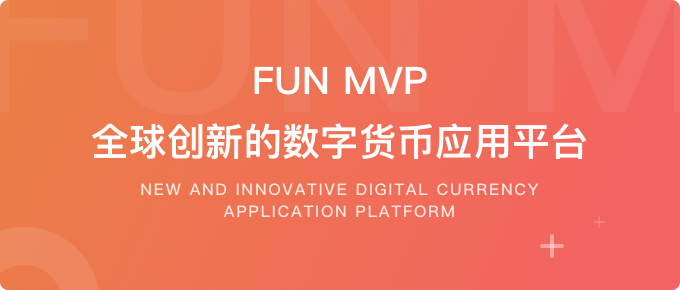 FUN MVP
全球创新的数字货币应用平台
NEW AND INNOVATIVE DIGITAL CURRENCY
APPLICATION PLATFORM